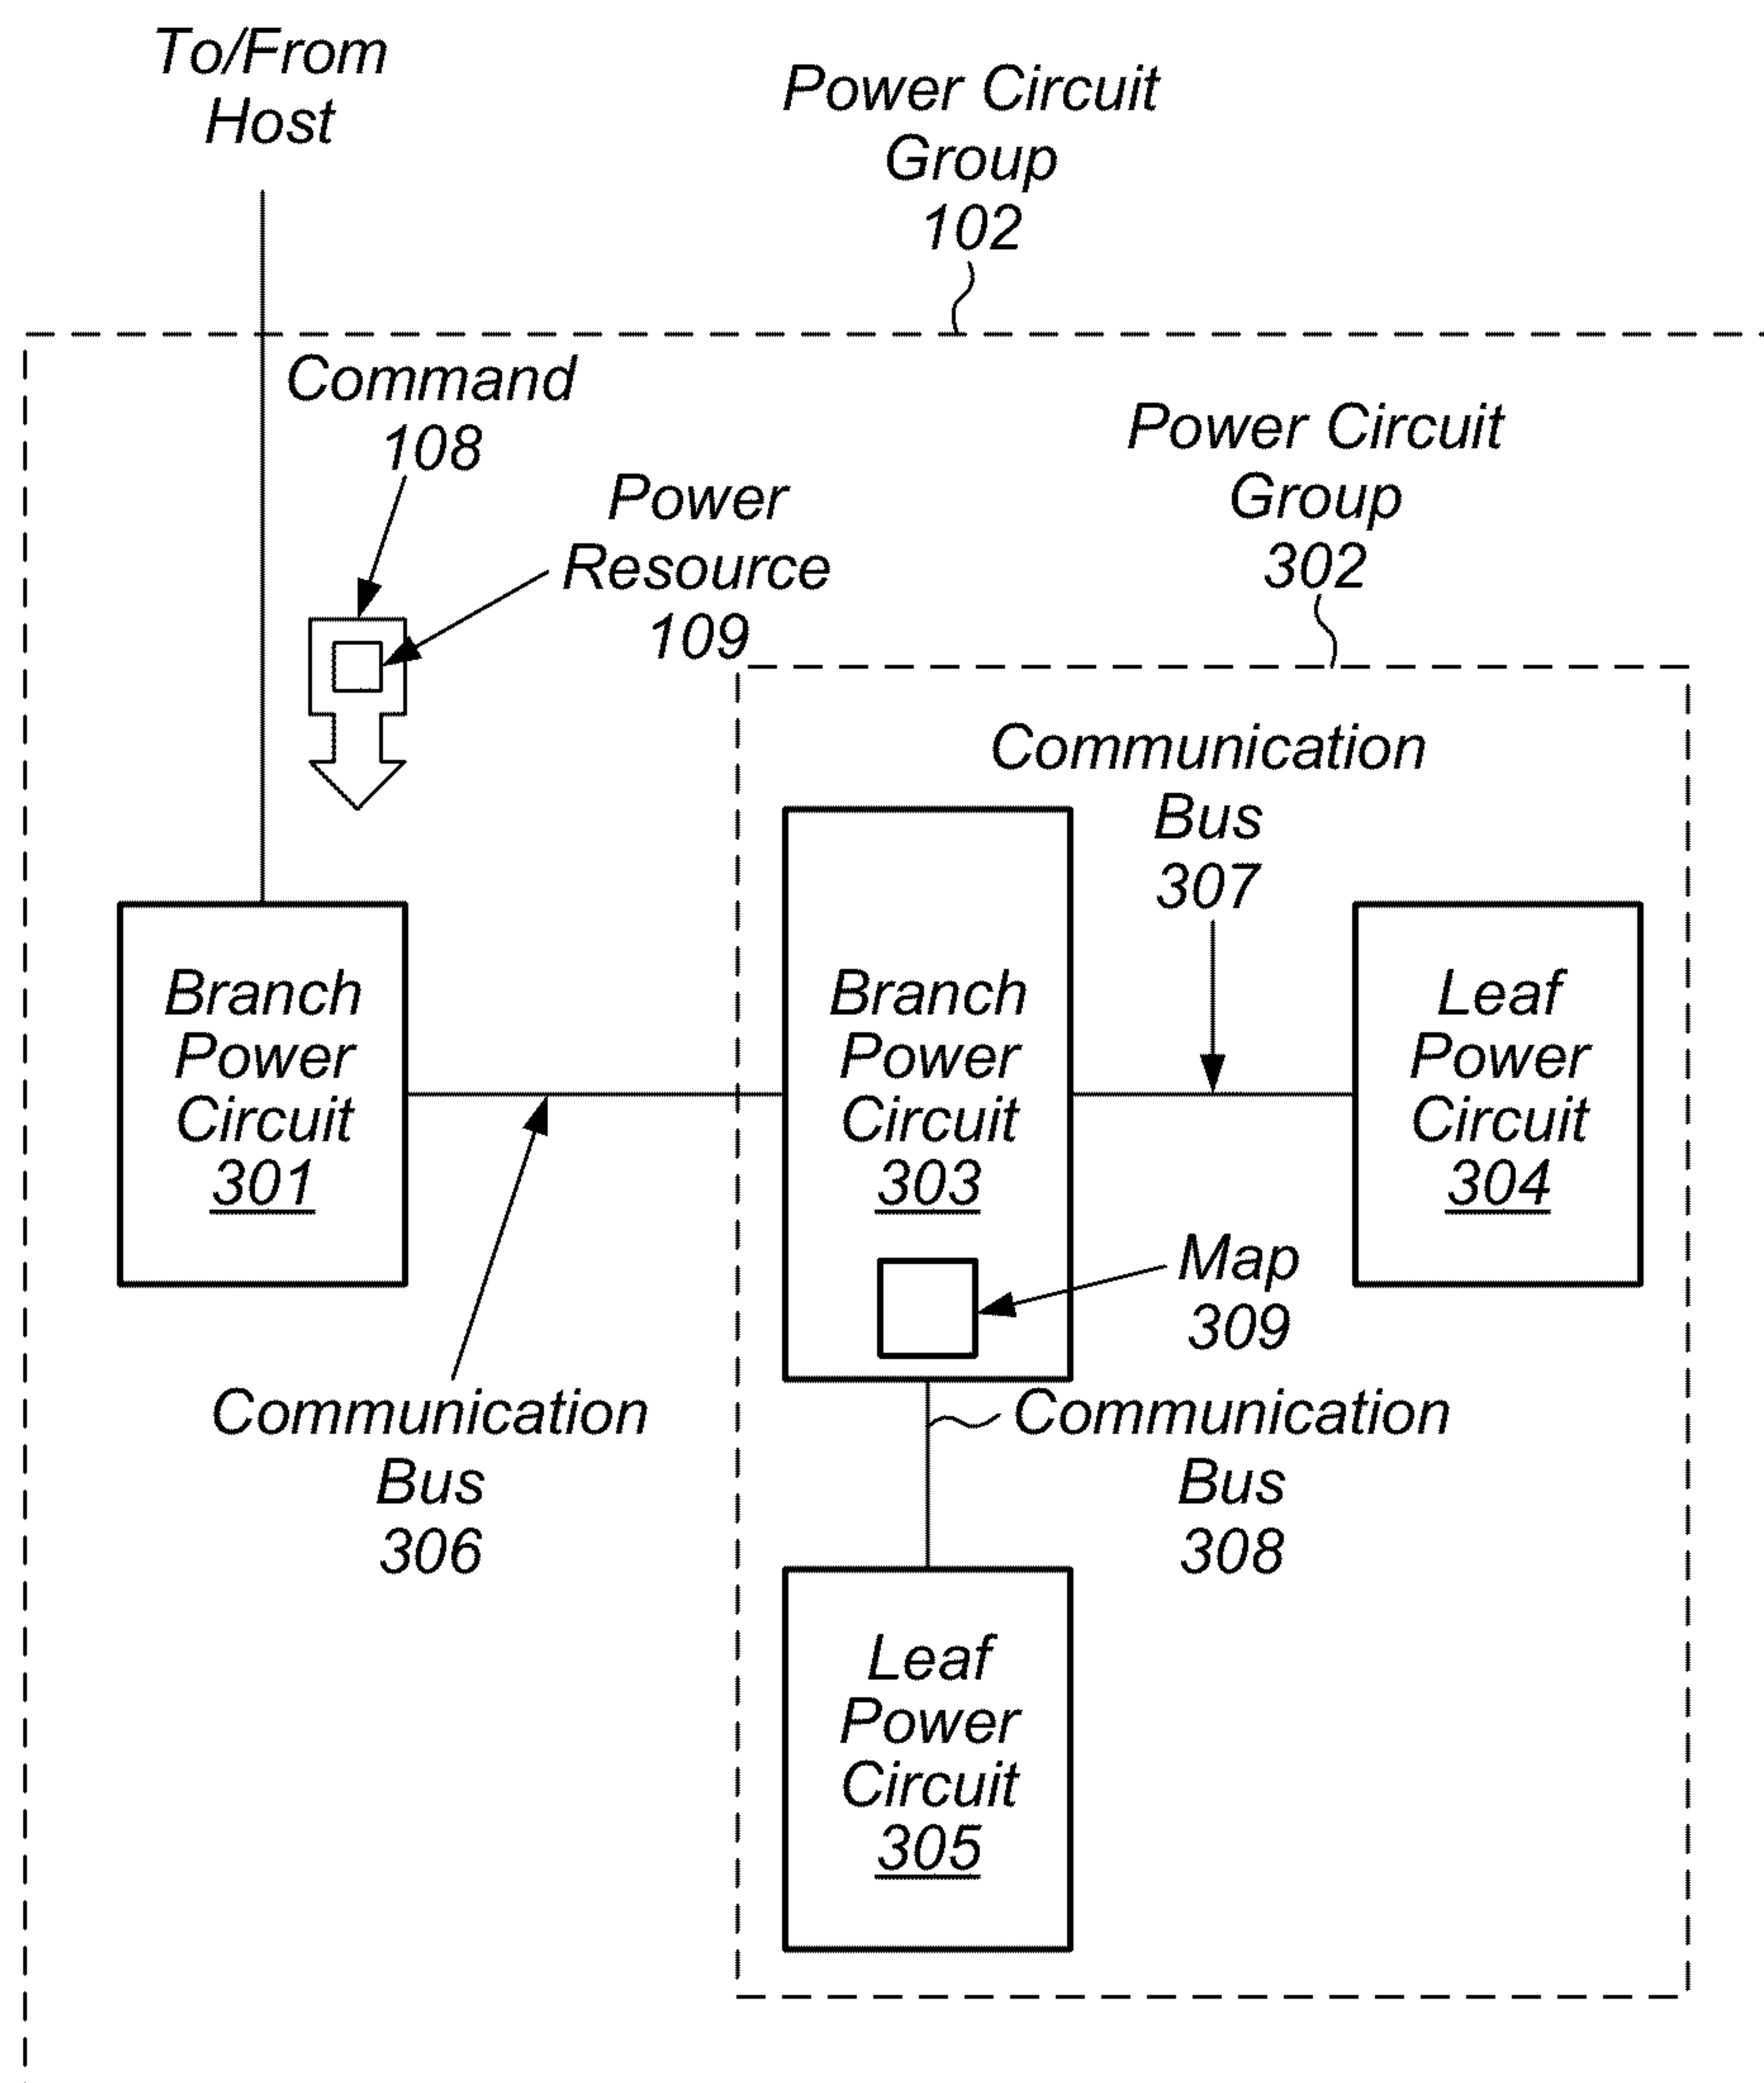 To/From
Host
Power Circuit
Group
102
Command
108
Power
Resource
109
Power Circuit
Group
302
Communication
Bus
307
Branch
Power
Circuit
301
Branch
Power
Circuit
303
Leaf
Power
Circuit
304
Map
309
Communication
Bus
306
Communication
Bus
308
Leaf
Power
Circuit
305